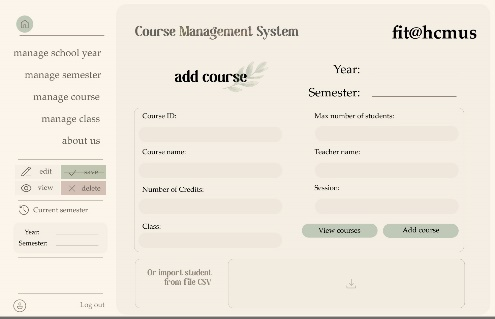 manage school year
manage semester
manage course
manage class
about us
edit
save
view
delete
Current semester
Year:
Semester:
Log out
Course Management System
fit@hcmus
add course
Year:
Semester:
Course ID:
Max number of students:
Course name:
Teacher name:
Number of Credits:
Session:
Class:
View courses
Add course
Or import student
from file CSV